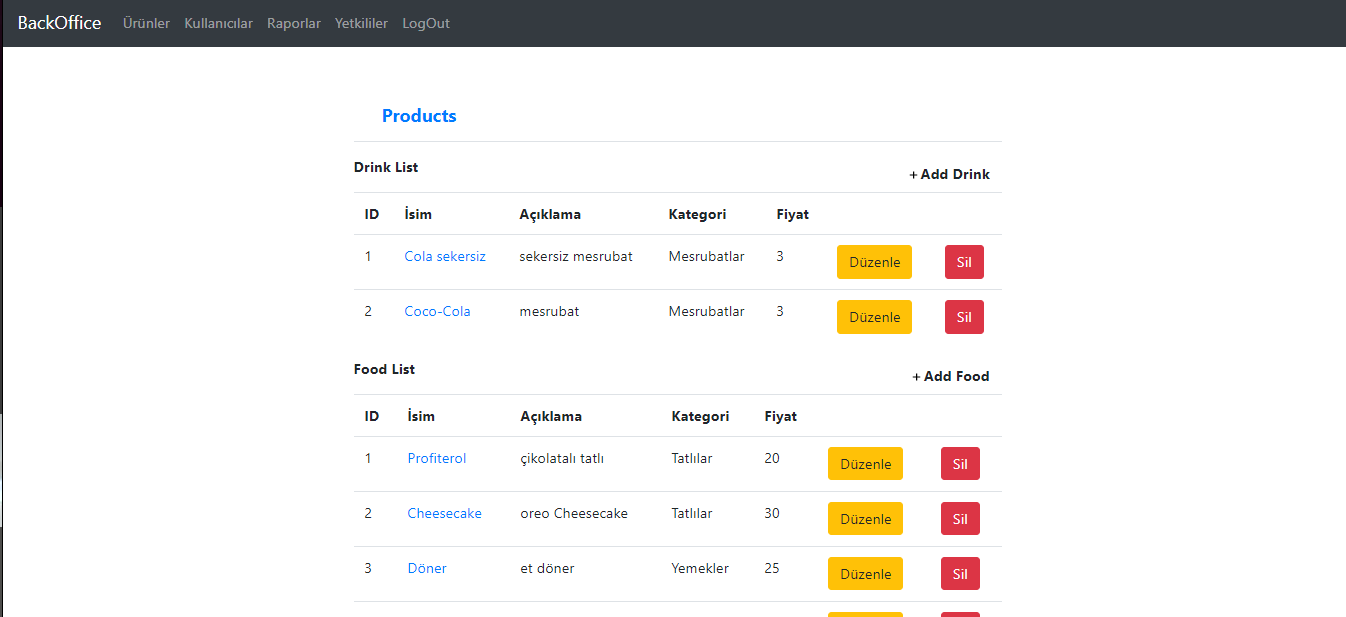 BackOffice Ürünler Kullanıcılar Raporlar Yetkililer LogOut
Products
Drink List
+ Add Drink
ID İsim Açıklama Kategori Fiyat
1 Cola sekersiz sekersiz mesrubat Mesrubatlar 3 Düzenle Sil
2 Coco-Cola mesrubat Mesrubatlar 3 Düzenle Sil
Food List
+ Add Food
ID İsim Açıklama Kategori Fiyat
1 Profiterol çikolatalı tatlı Tatlılar 20 Düzenle Sil
2 Cheesecake oreo Cheesecake Tatlılar 30 Düzenle Sil
3 Döner et döner Yemekler 25 Düzenle Sil